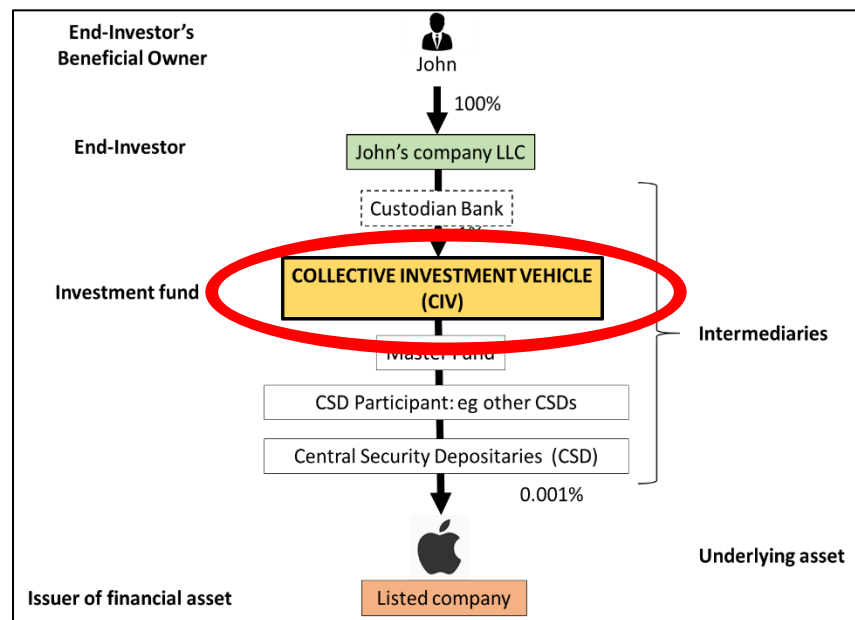 End-Investor's
Beneficial Owner
John
100%
End-Investor
John's company LLC
Custodian Bank
COLLECTIVE INVESTMENT VEHICLE
(CIV)
Investment fund
Intermediaries
Master Fund
CSD Participant: eg other CSDs
Central Security Depositaries (CSD)
0.001%
Underlying asset
Issuer of financial asset
Listed company